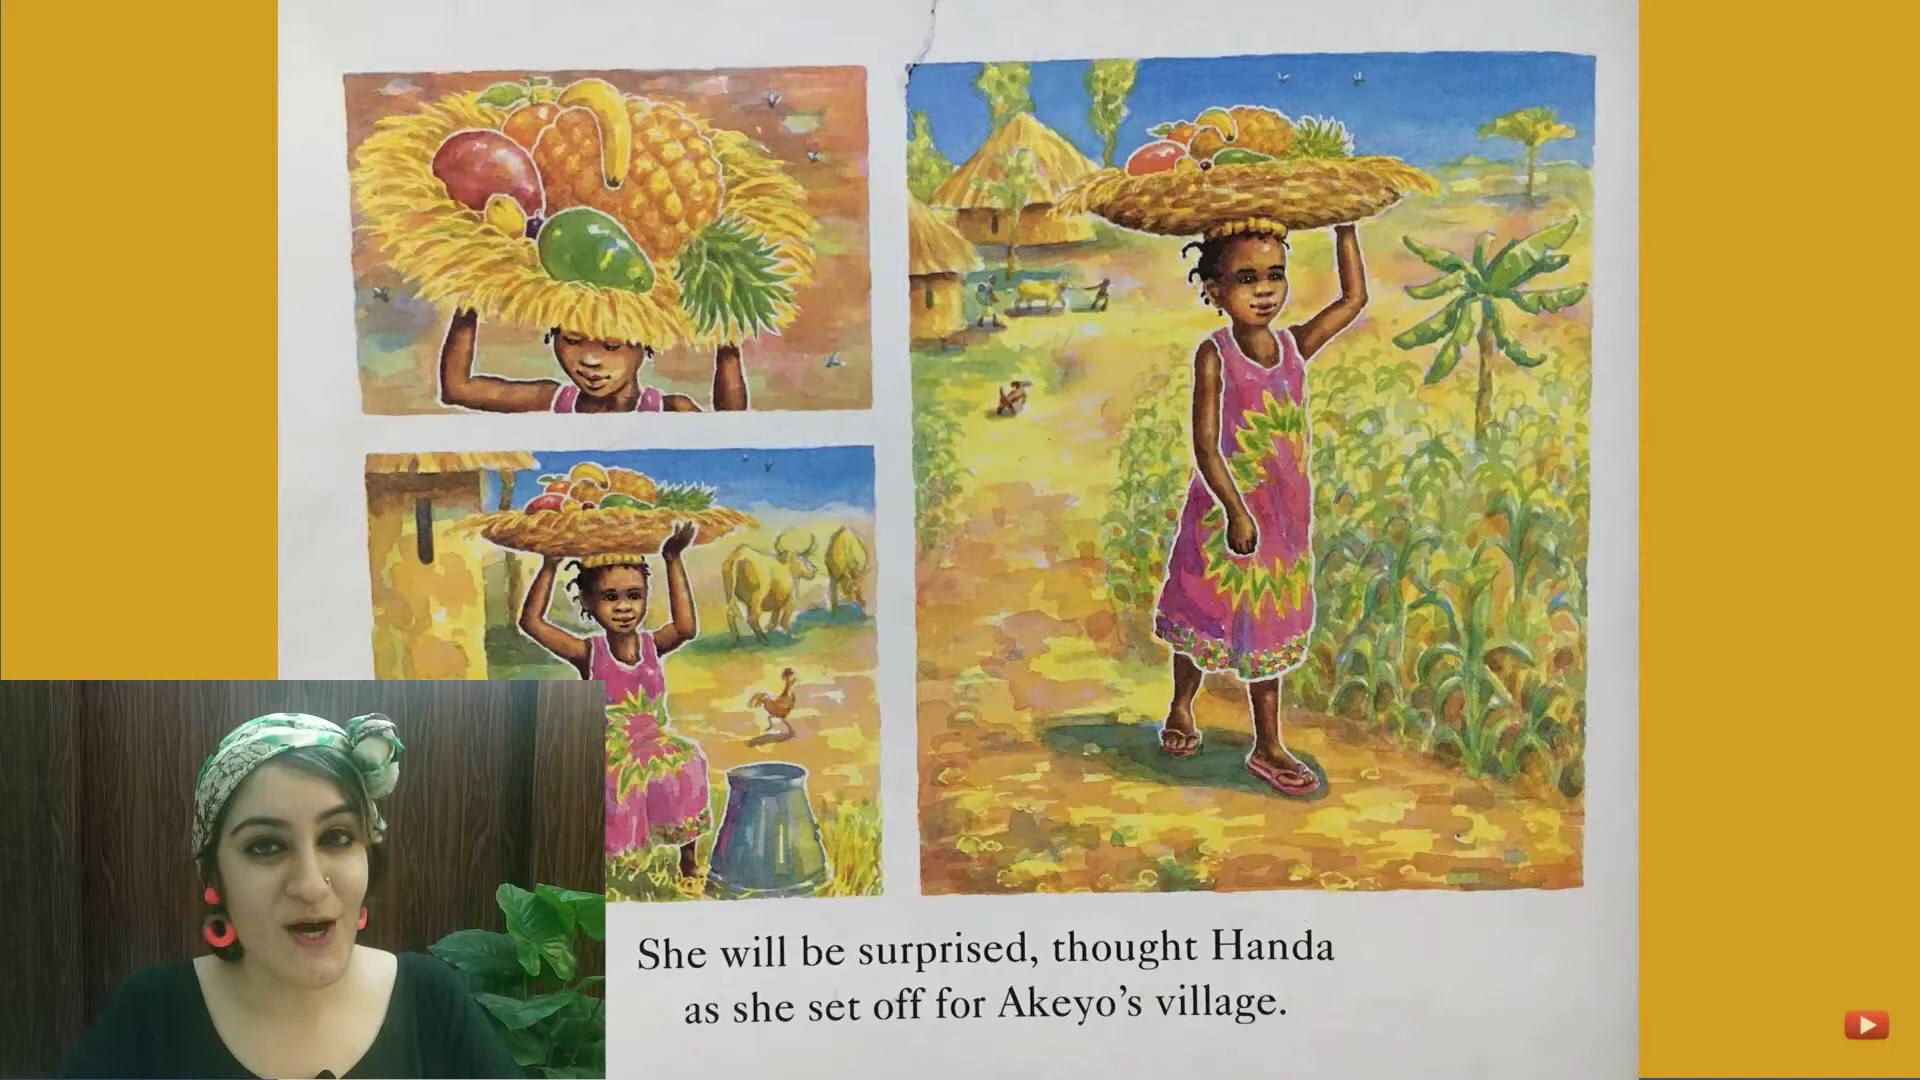 She will be surprised, thought Handa
as she set off for Akeyo's village.